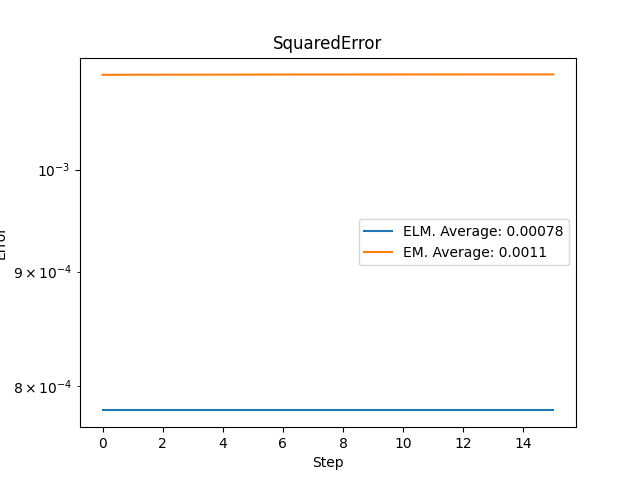 SquaredError
10⁻³
9 × 10⁻⁴
8 × 10⁻⁴
Error
ELM. Average: 0.00078
EM. Average: 0.0011
0 2 4 6 8 10 12 14
Step